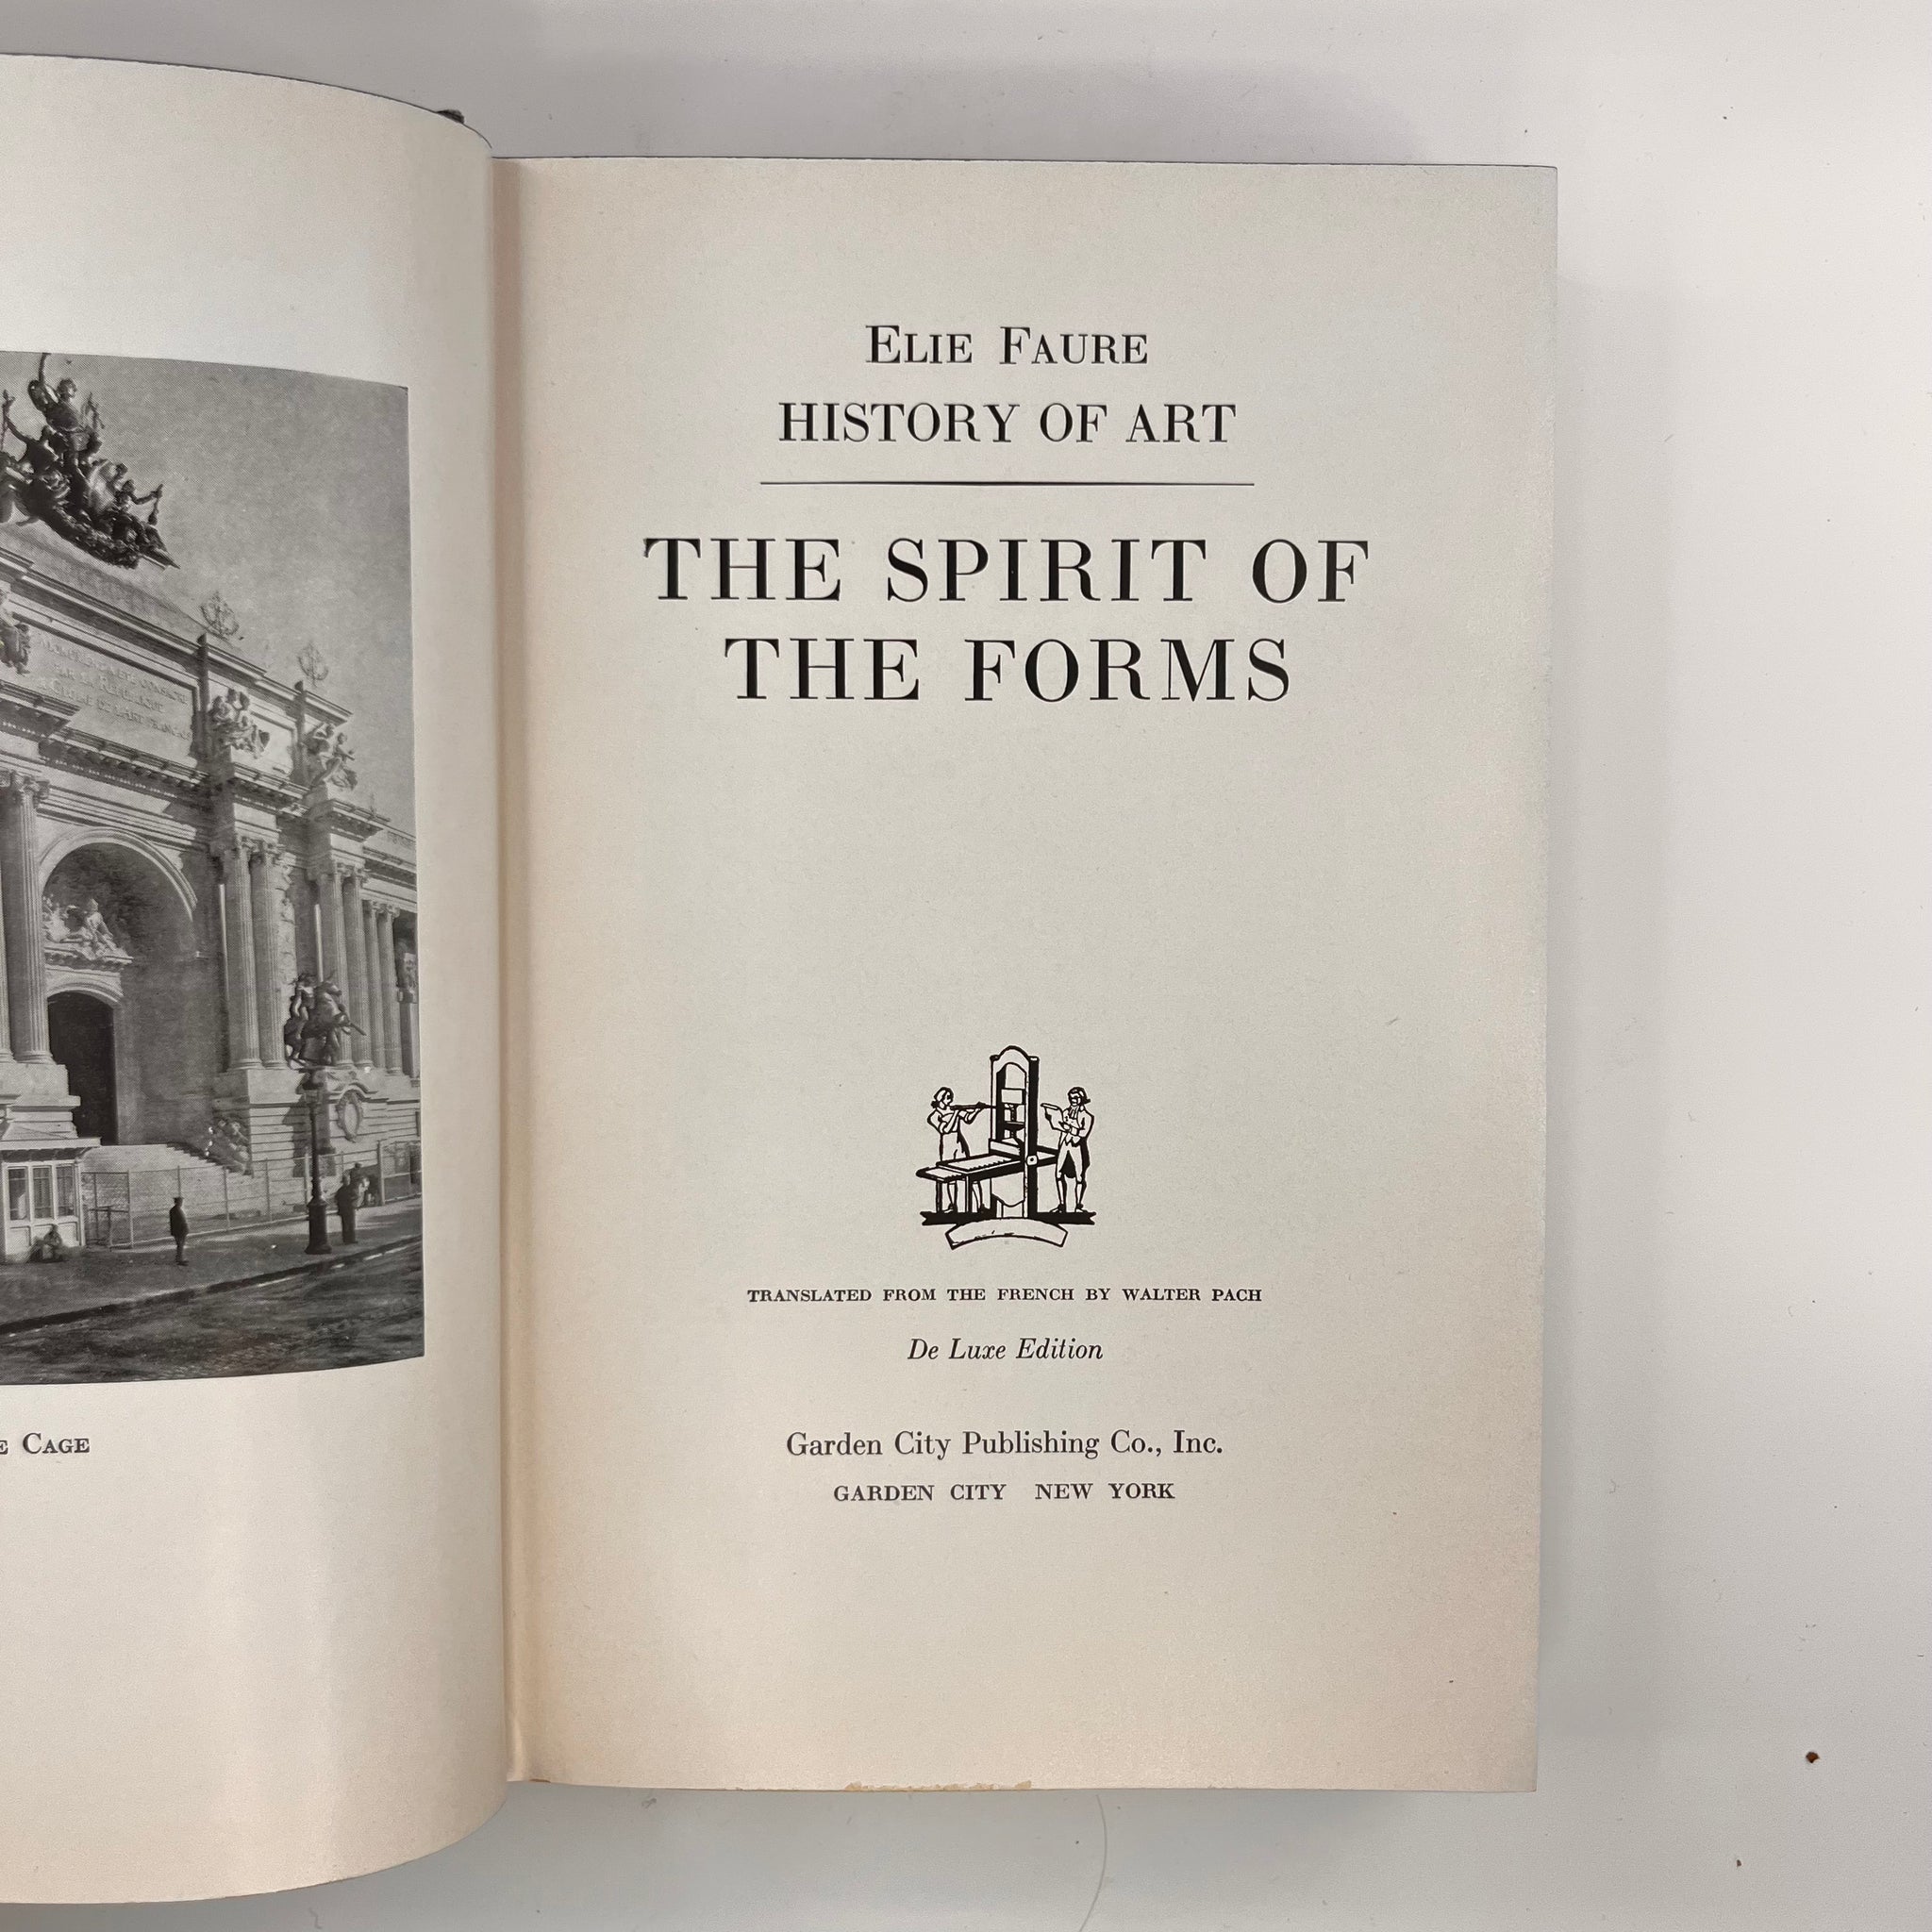 E CAGE
ELIE FAURE
HISTORY OF ART
THE SPIRIT OF
THE FORMS
TRANSLATED FROM THE FRENCH BY WALTER PACH
De Luxe Edition
Garden City Publishing Co., Inc.
GARDEN CITY NEW YORK